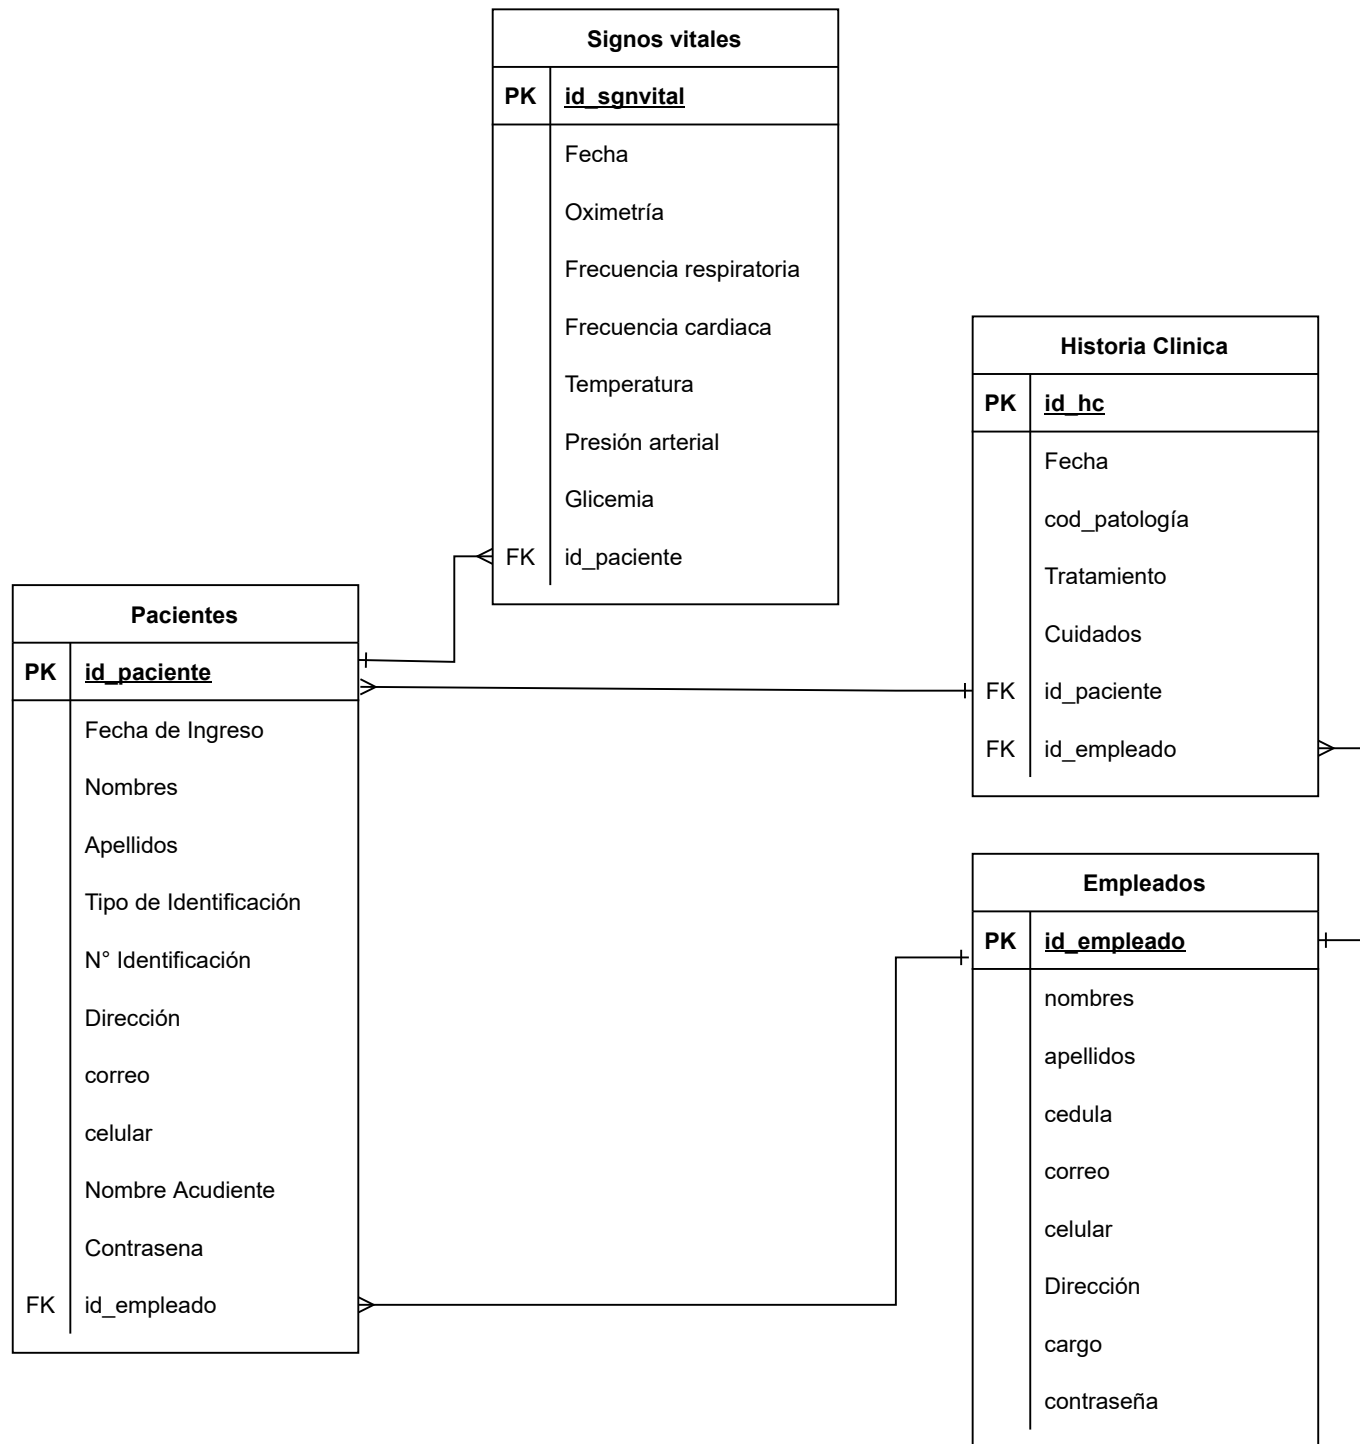 Signos vitales
PK id_sgnvital
Fecha
Oximetría
Frecuencia respiratoria
Frecuencia cardiaca
Temperatura
Presión arterial
Glicemia
FK id_paciente
Historia Clinica
PK id_hc
Fecha
cod_patología
Tratamiento
Cuidados
FK id_paciente
FK id_empleado
Pacientes
PK id_paciente
Fecha de Ingreso
Nombres
Apellidos
Tipo de Identificación
N° Identificación
Dirección
correo
celular
Nombre Acudiente
Contrasena
FK id_empleado
Empleados
PK id_empleado
nombres
apellidos
cedula
correo
celular
Dirección
cargo
contraseña